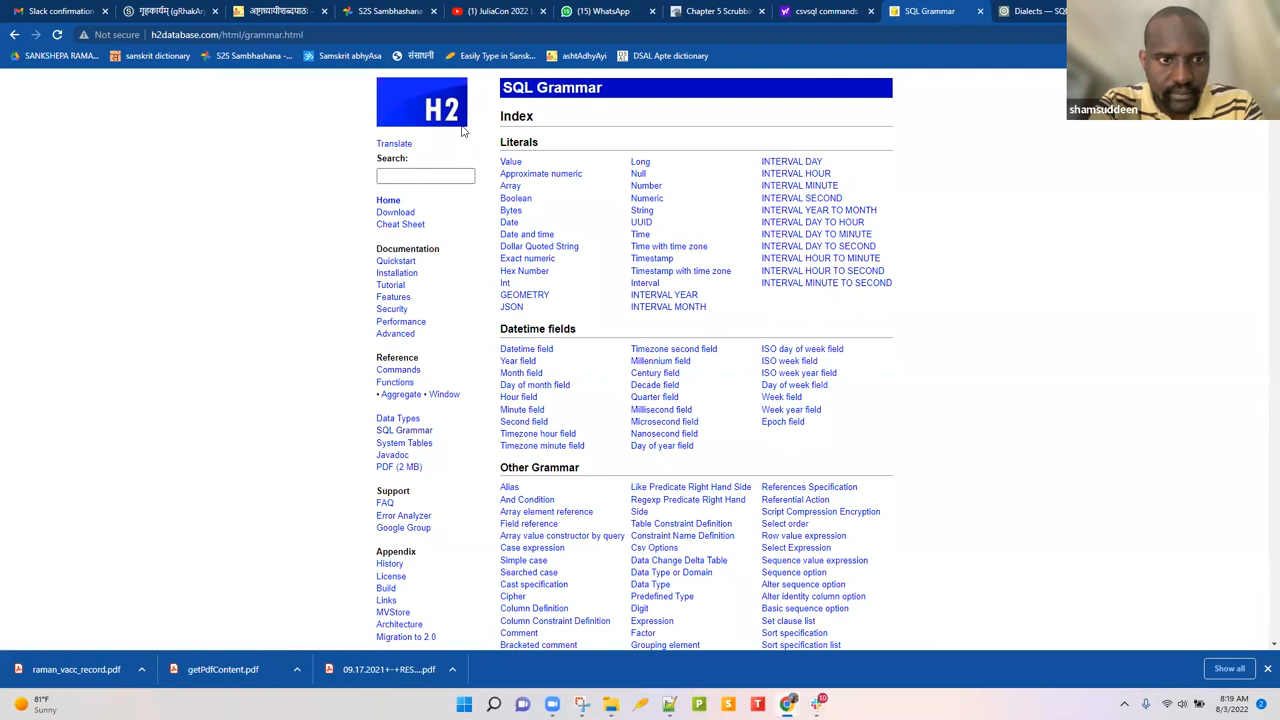 confirmation number -
गृहकार्यम् (gRhakArya
S2S Sambhashana S
(1) JuliaCon 2022
(5) WhatsApp
Chapter 5 Scrubbi
yvsql commander
SQL Grammar
Dialects — SQ
Not secure
h2database.com/html/grammar.html
SANKSHEPA RAMA...
sanskrit dictionary
S2S Sambhashana -...
Samskrit abhyAsa
संसाधनी
Easily Type in Sansk...
ashtAdhyAyi
DSAL Apte dictionary
shamsuddeen
H2
Translate
Search:
Home
Download
Cheat Sheet
Documentation
Quickstart
Installation
Tutorial
Features
Security
Performance
Advanced
Reference
Commands
Functions
• Aggregate • Window
Data Types
SQL Grammar
System Tables
Javadoc
PDF (2 MB)
Support
FAQ
Error Analyzer
Google Group
Appendix
History
License
Build
Links
MVStore
Architecture
Migration to 2.0
SQL Grammar
Index
Literals
Value
Approximate numeric
Array
Boolean
Bytes
Date
Date and time
Dollar Quoted String
Exact numeric
Hex Number
Int
GEOMETRY
JSON
Long
Null
Number
Numeric
String
UUID
Time
Time with time zone
Timestamp
Timestamp with time zone
Interval
INTERVAL YEAR
INTERVAL MONTH
INTERVAL DAY
INTERVAL HOUR
INTERVAL MINUTE
INTERVAL SECOND
INTERVAL YEAR TO MONTH
INTERVAL DAY TO HOUR
INTERVAL DAY TO MINUTE
INTERVAL DAY TO SECOND
INTERVAL HOUR TO MINUTE
INTERVAL HOUR TO SECOND
INTERVAL MINUTE TO SECOND
Datetime fields
Datetime field
Year field
Month field
Day of month field
Hour field
Minute field
Second field
Timezone hour field
Timezone minute field
Timezone second field
Millennium field
Century field
Decade field
Quarter field
Millisecond field
Microsecond field
Nanosecond field
Day of year field
ISO day of week field
ISO week field
ISO week year field
Day of week field
Week field
Week year field
Epoch field
Other Grammar
Alias
And Condition
Array element reference
Field reference
Array value constructor by query
Case expression
Simple case
Searched case
Cast specification
Cipher
Column Definition
Column Constraint Definition
Comment
Bracketed comment
Like Predicate Right Hand Side
Regexp Predicate Right Hand
Side
Table Constraint Definition
Constraint Name Definition
Csv Options
Data Change Delta Table
Data Type or Domain
Data Type
Predefined Type
Digit
Expression
Factor
Grouping element
References Specification
Referential Action
Script Compression Encryption
Select order
Row value expression
Select Expression
Sequence value expression
Sequence option
Alter sequence option
Alter identity column option
Basic sequence option
Set clause list
Sort specification
Sort specification list
raman_vacc_record.pdf
getPdfContent.pdf
09.17.2021+-+RES....pdf
Show all
81°F
Sunny
10
8:19 AM
8/3/2022
2